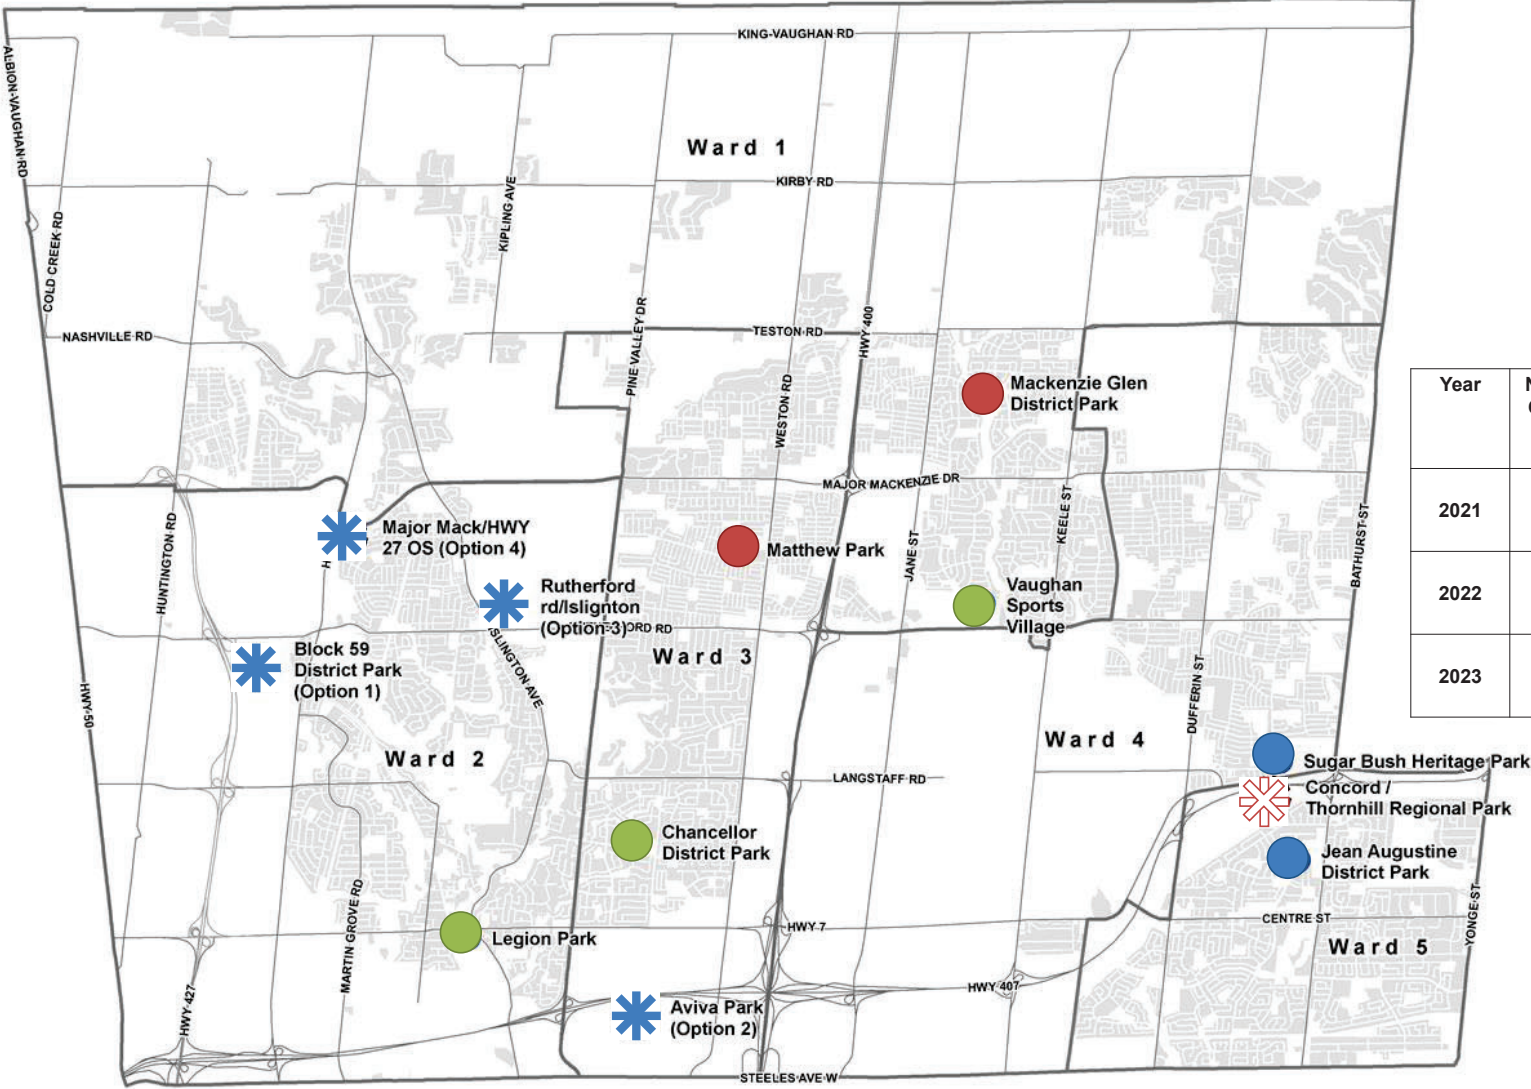 KING-VAUGHAN RD
ALBION-VAUGHAN RD
Ward 1
KIRBY RD
KIPLING AVE
COLD CREEK RD
PINE VALLEY DR
HWY 400
NASHVILLE RD
TESTON RD
WESTON RD
Mackenzie Glen
District Park
Year
N
2021
2022
2023
MAJOR MACKENZIE DR
KEELE ST
JANE ST
BATHURST ST
HUNTINGTON RD
Major Mack/HWY
27 OS (Option 4)
H
Matthew Park
Rutherford
rd/Islignton
(Option 3)
ORD RD
Vaughan
Sports
Village
Block 59
District Park
(Option 1)
ISLINGTON AVE
Ward 3
HWY 50
DUFFERIN ST
Ward 2
Ward 4
LANGSTAFF RD
Sugar Bush Heritage Park
Concord /
Thornhill Regional Park
Chancellor
District Park
Jean Augustine
District Park
MARTIN GROVE RD
Legion Park
HWY 7
CENTRE ST
Ward 5
YONGE ST
HWY 427
HWY 407
Aviva Park
(Option 2)
STEELES AVE W